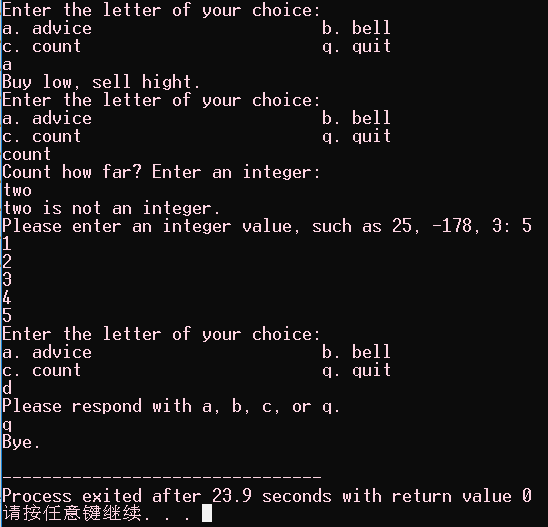 Enter the letter of your choice:
a. advice                       b. bell
c. count                        q. quit
a
Buy low, sell hight.
Enter the letter of your choice:
a. advice                       b. bell
c. count                        q. quit
count
Count how far? Enter an integer:
two
two is not an integer.
Please enter an integer value, such as 25, -178, 3: 5
1
2
3
4
5
Enter the letter of your choice:
a. advice                       b. bell
c. count                        q. quit
d
Please respond with a, b, c, or q.
q
Bye.
--------------------------------
Process exited after 23.9 seconds with return value 0
请按任意键继续. . .